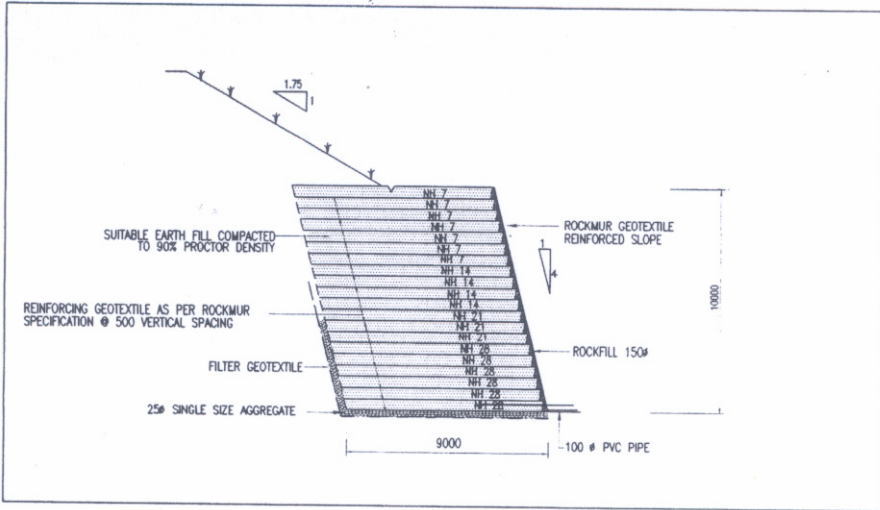 1.75
1
NH 7
NH 7
NH 7
NH 7
NH 7
NH 7
NH 7
NH 14
NH 14
NH 14
NH 14
NH 21
NH 21
NH 21
NH 28
NH 28
NH 28
NH 28
NH 28
NH 28
SUITABLE EARTH FILL COMPACTED
TO 90% PROCTOR DENSITY
REINFORCING GEOTEXTILE AS PER ROCKMUR
SPECIFICATION @ 500 VERTICAL SPACING
FILTER GEOTEXTILE
25ø SINGLE SIZE AGGREGATE
ROCKMUR GEOTEXTILE
REINFORCED SLOPE
1
4
ROCKFILL 150ø
10000
9000
100 ø PVC PIPE